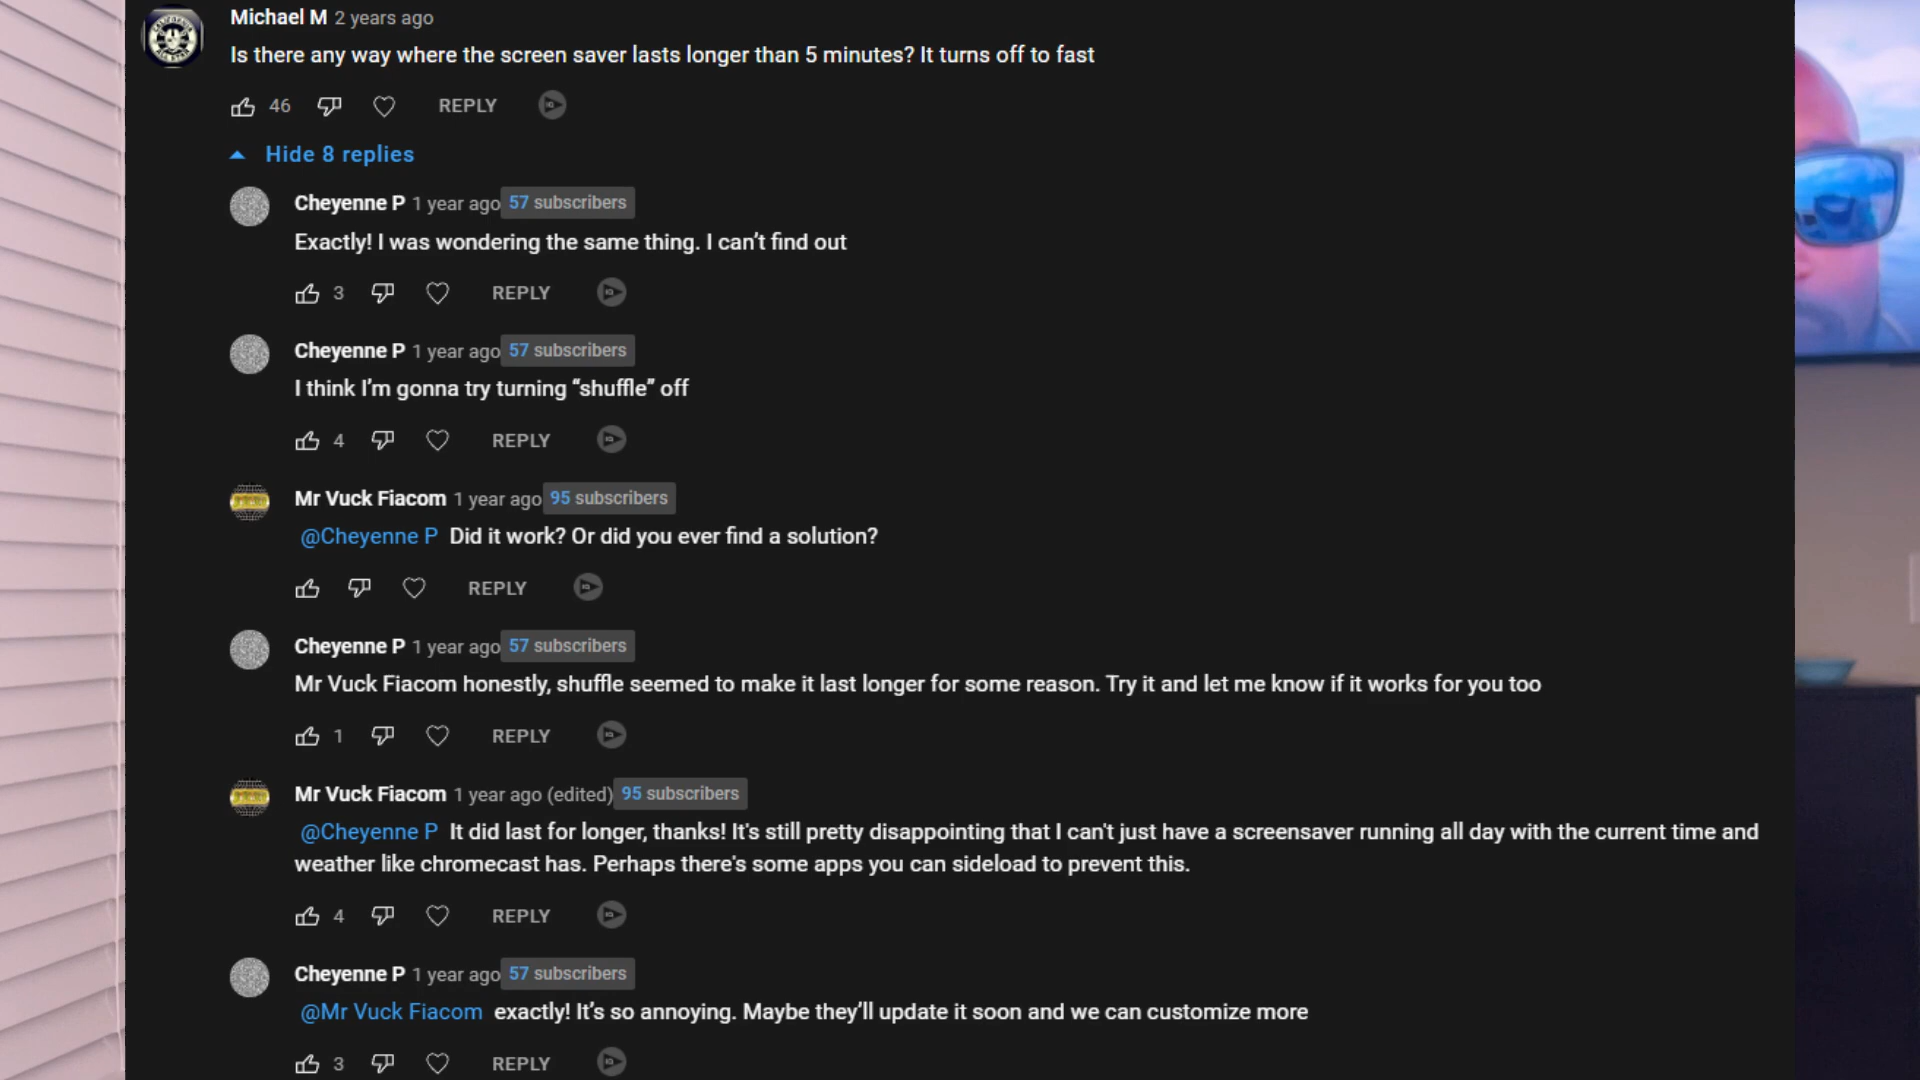 Michael M 2 years ago
Is there any way where the screen saver lasts longer than 5 minutes? It turns off to fast
46 REPLY
Hide 8 replies
Cheyenne P 1 year ago 57 subscribers
Exactly! I was wondering the same thing. I can’t find out
3 REPLY
Cheyenne P 1 year ago 57 subscribers
I think I’m gonna try turning “shuffle” off
4 REPLY
Mr Vuck Fiacom 1 year ago 95 subscribers
@Cheyenne P Did it work? Or did you ever find a solution?
REPLY
Cheyenne P 1 year ago 57 subscribers
Mr Vuck Fiacom honestly, shuffle seemed to make it last longer for some reason. Try it and let me know if it works for you too
1 REPLY
Mr Vuck Fiacom 1 year ago (edited) 95 subscribers
@Cheyenne P It did last for longer, thanks! It's still pretty disappointing that I can't just have a screensaver running all day with the current time and
weather like chromecast has. Perhaps there's some apps you can sideload to prevent this.
4 REPLY
Cheyenne P 1 year ago 57 subscribers
@Mr Vuck Fiacom exactly! It’s so annoying. Maybe they’ll update it soon and we can customize more
3 REPLY